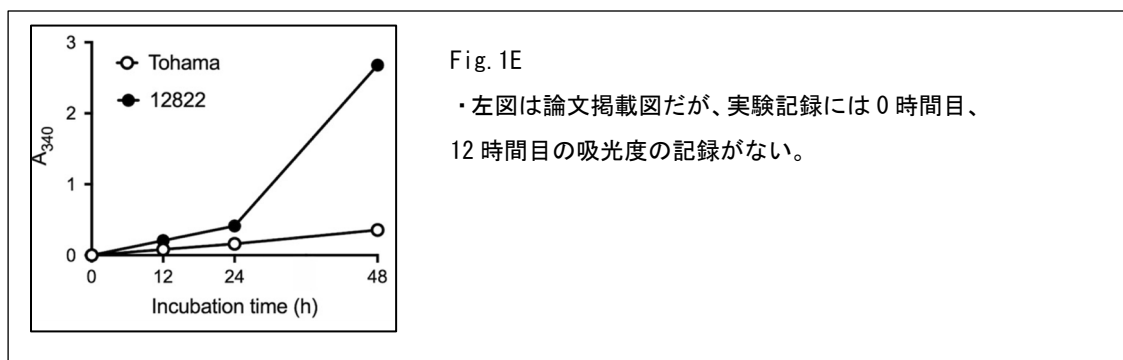 3
Tohama
12822
2
A340
1
0
0 12 24 48
Incubation time (h)
Fig.1E
・左図は論文掲載図だが、実験記録には０時間目、
12時間目の吸光度の記録がない。